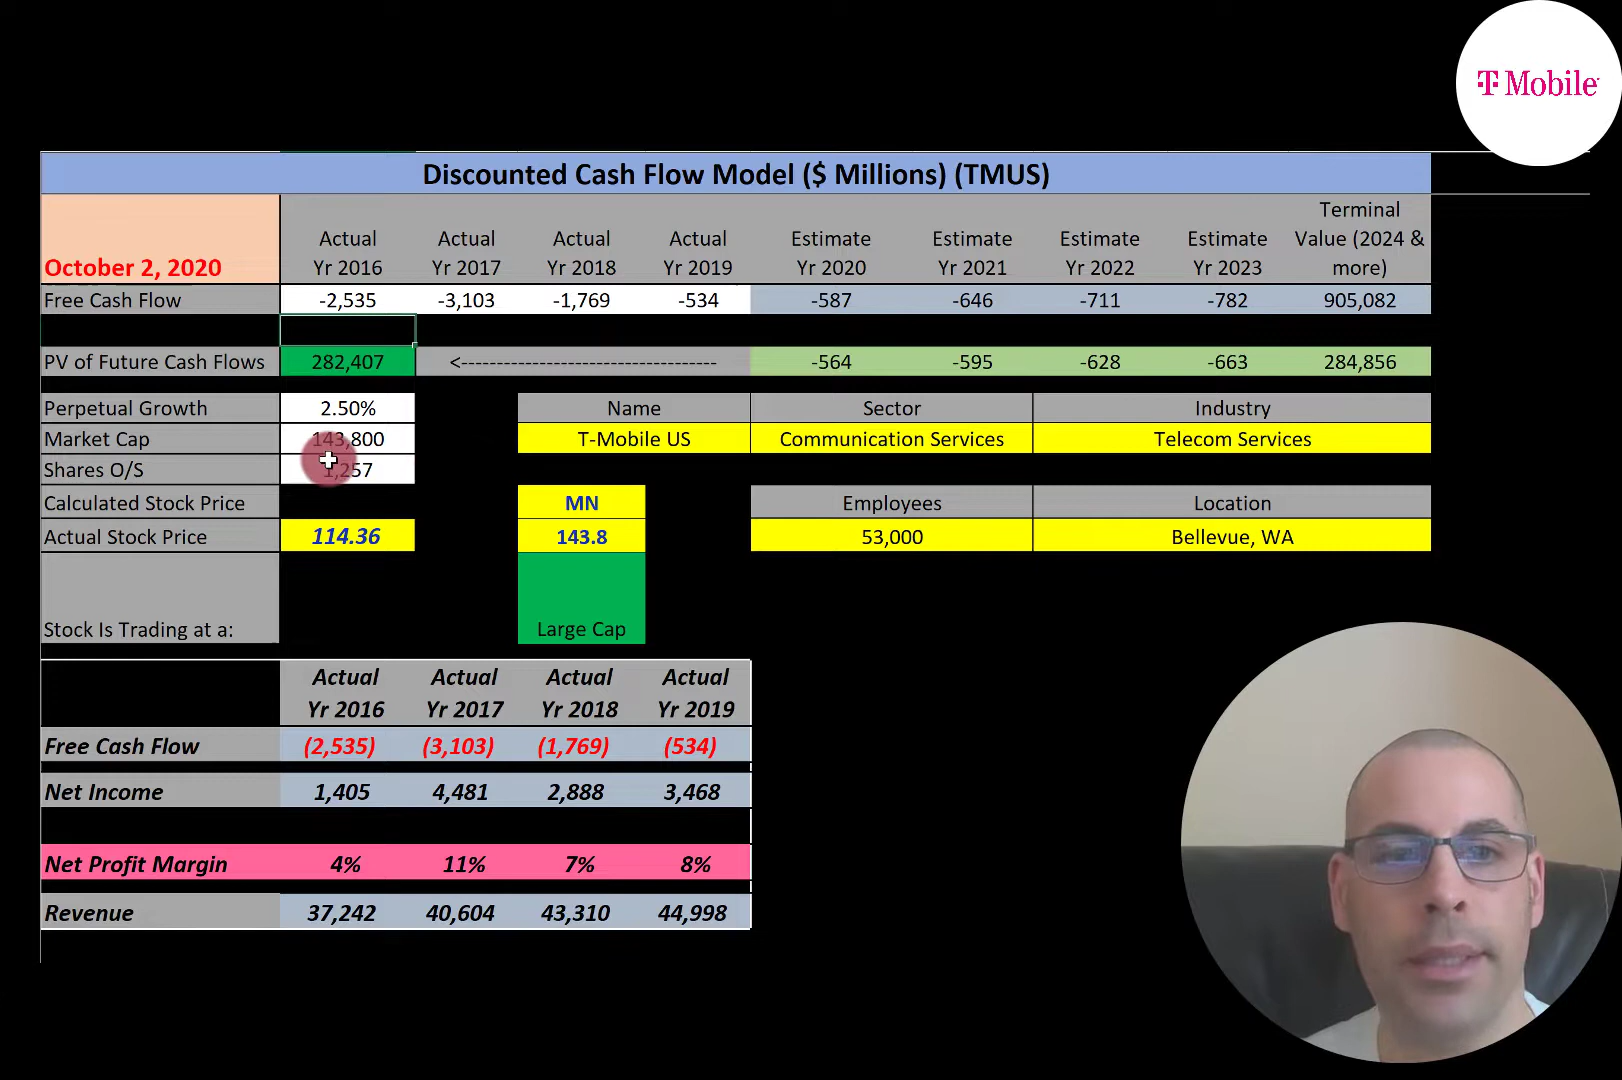 T Mobile
Discounted Cash Flow Model ($ Millions) (TMUS)
October 2, 2020
Actual Yr 2016
Actual Yr 2017
Actual Yr 2018
Actual Yr 2019
Estimate Yr 2020
Estimate Yr 2021
Estimate Yr 2022
Estimate Yr 2023
Terminal Value (2024 & more)
Free Cash Flow -2,535 -3,103 -1,769 -534 -587 -646 -711 -782 905,082
PV of Future Cash Flows 282,407 <------------------------------------ -564 -595 -628 -663 284,856
Perpetual Growth 2.50% Name Sector Industry
Market Cap 143,800 T-Mobile US Communication Services Telecom Services
Shares O/S 1,257
Calculated Stock Price MN Employees Location
Actual Stock Price 114.36 143.8 53,000 Bellevue, WA
Stock Is Trading at a: Large Cap
Actual Yr 2016
Actual Yr 2017
Actual Yr 2018
Actual Yr 2019
Free Cash Flow (2,535) (3,103) (1,769) (534)
Net Income 1,405 4,481 2,888 3,468
Net Profit Margin 4% 11% 7% 8%
Revenue 37,242 40,604 43,310 44,998